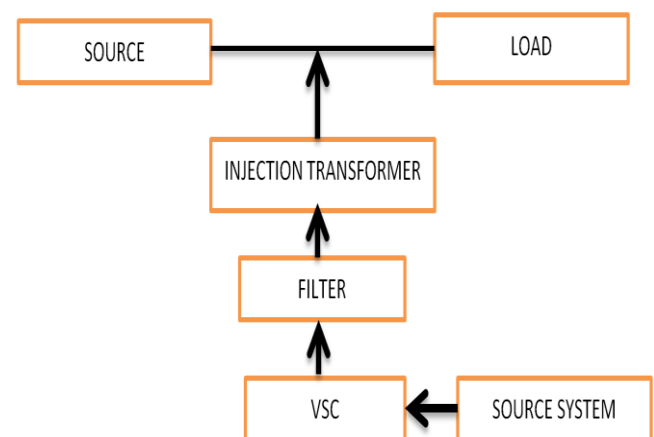 SOURCE
LOAD
INJECTION TRANSFORMER
FILTER
VSC
SOURCE SYSTEM